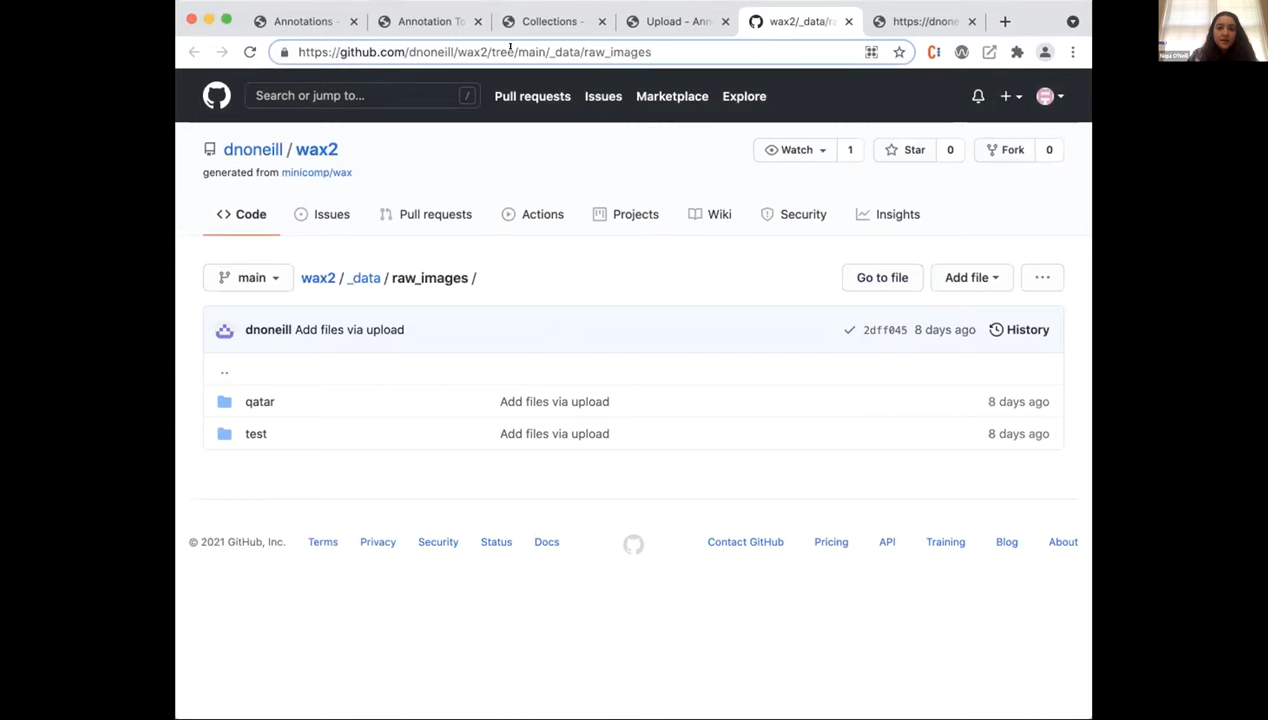 Annotations -
Annotation To
Collections -
Upload - Ann
wax2/_data/ra
https://dnone
https://github.com/dnoneill/wax2/tree/main/_data/raw_images
Search or jump to...
/
Pull requests
Issues
Marketplace
Explore
dnoneill / wax2
generated from minicomp/wax
Watch
1
Star
0
Fork
0
Code
Issues
Pull requests
Actions
Projects
Wiki
Security
Insights
main
wax2 / _data / raw_images /
Go to file
Add file
...
dnoneill Add files via upload
2dff045 8 days ago
History
..
qatar
Add files via upload
8 days ago
test
Add files via upload
8 days ago
© 2021 GitHub, Inc.
Terms
Privacy
Security
Status
Docs
Contact GitHub
Pricing
API
Training
Blog
About